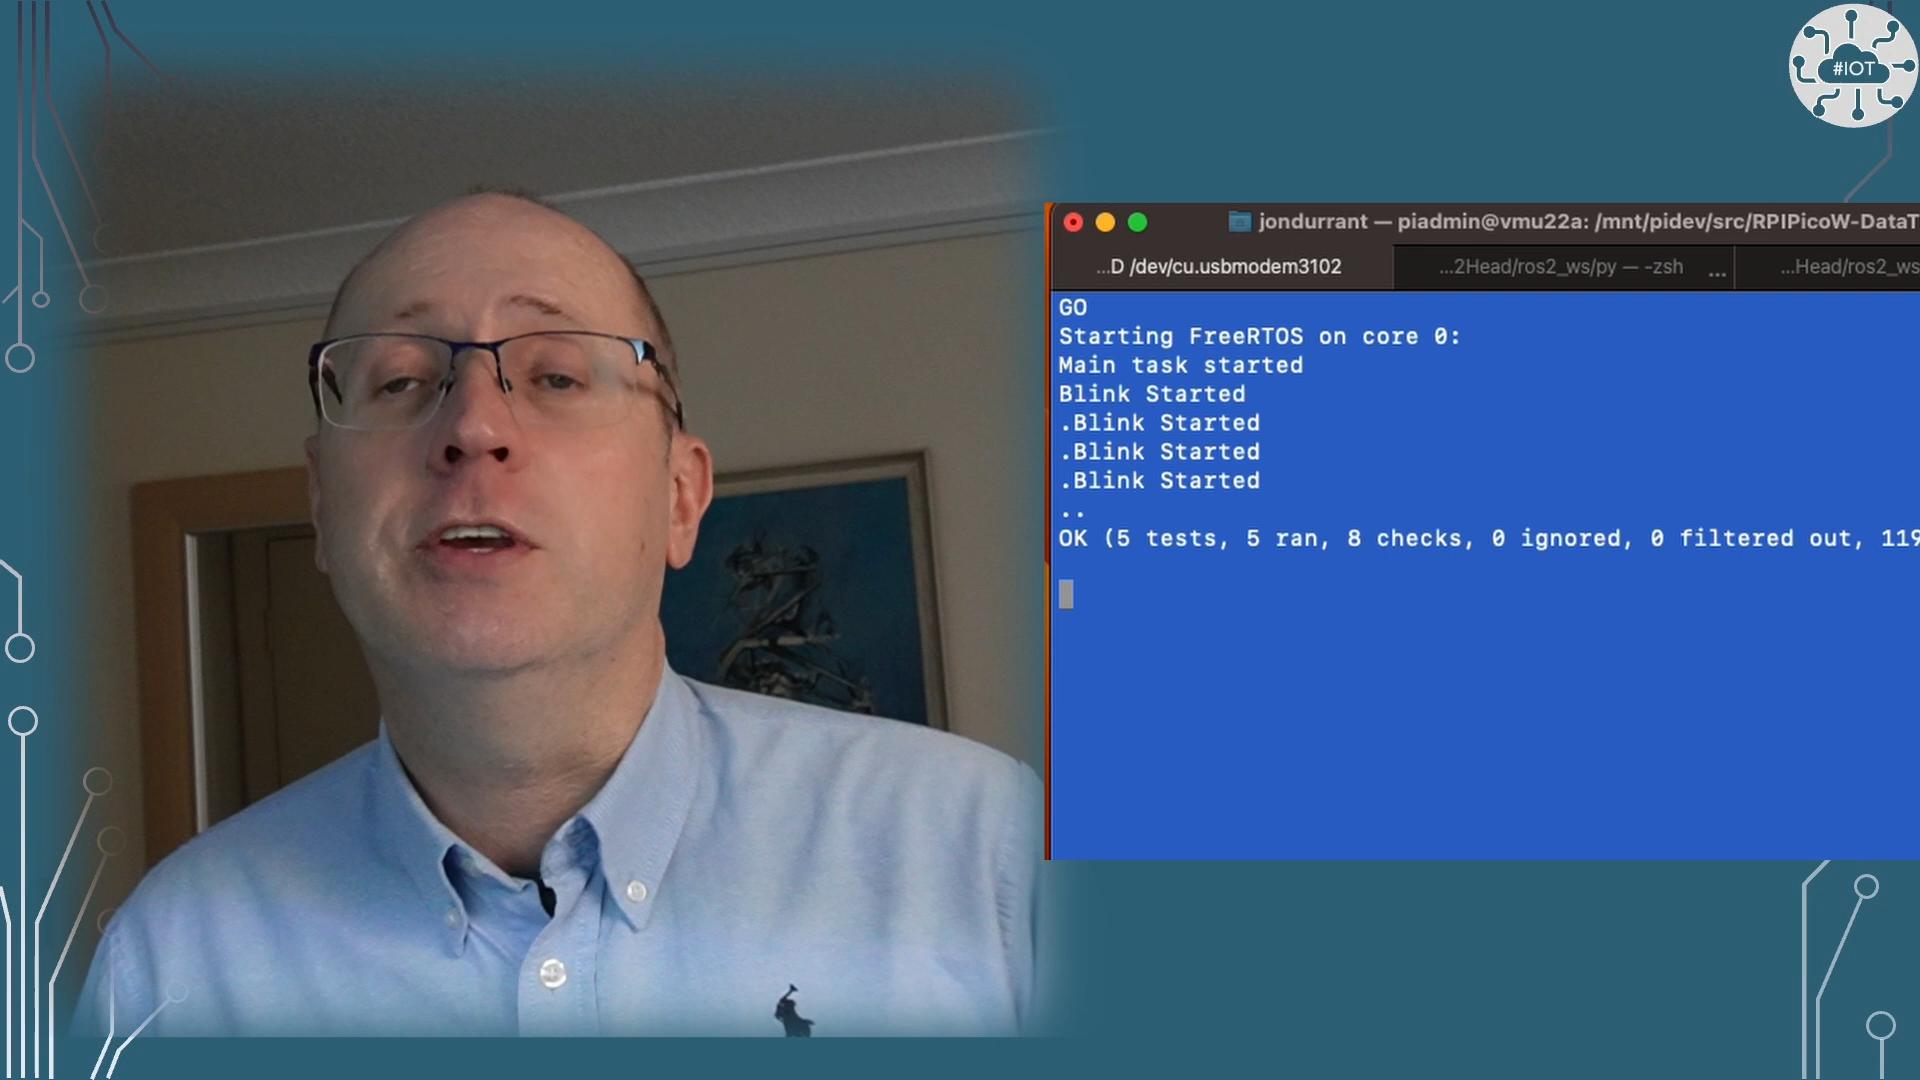 #IOT
jondurrant — piadmin@vmu22a: /mnt/pidev/src/RPIPicoW-DataT
...D /dev/cu.usbmodem3102
...2Head/ros2_ws/py — -zsh ...
...Head/ros2_ws
GO
Starting FreeRTOS on core 0:
Main task started
Blink Started
.Blink Started
.Blink Started
.Blink Started
..
OK (5 tests, 5 ran, 8 checks, 0 ignored, 0 filtered out, 119